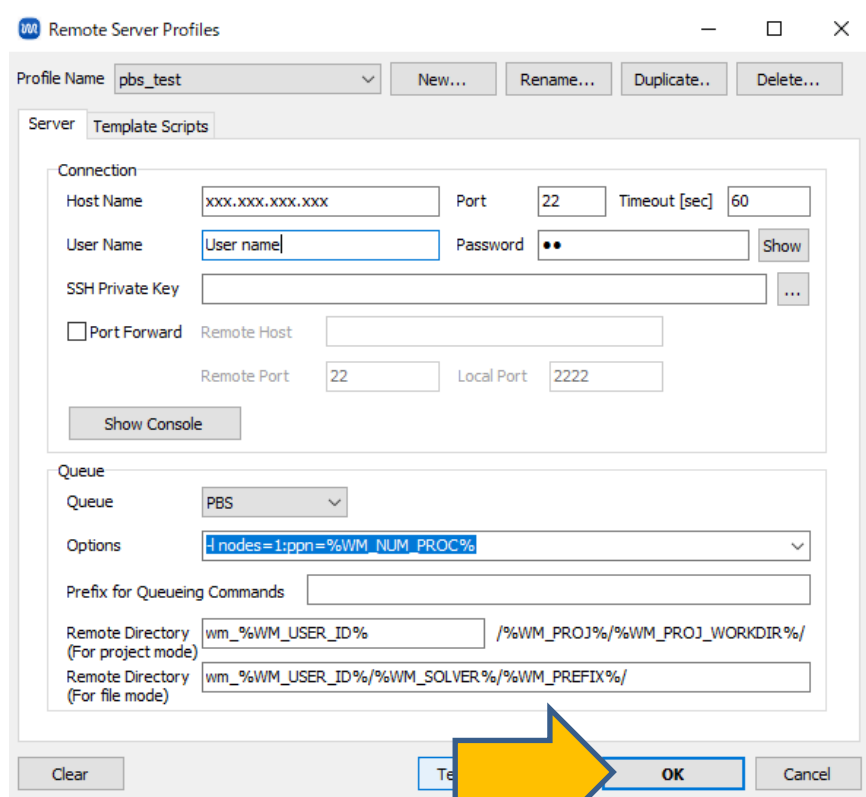 Remote Server Profiles
Profile Name pbs_test New... Rename... Duplicate.. Delete...
Server Template Scripts
Connection
Host Name xxx.xxx.xxx.xxx Port 22 Timeout [sec] 60
User Name User name Password ●● Show
SSH Private Key ...
Port Forward Remote Host
Remote Port 22 Local Port 2222
Show Console
Queue
Queue PBS
Options -l nodes=1:ppn=%WM_NUM_PROC%
Prefix for Queueing Commands
Remote Directory wm_%WM_USER_ID% /%WM_PROJ%/%WM_PROJ_WORKDIR%/
(For project mode)
Remote Directory wm_%WM_USER_ID%/%WM_SOLVER%/%WM_PREFIX%/
(For file mode)
Clear OK Cancel